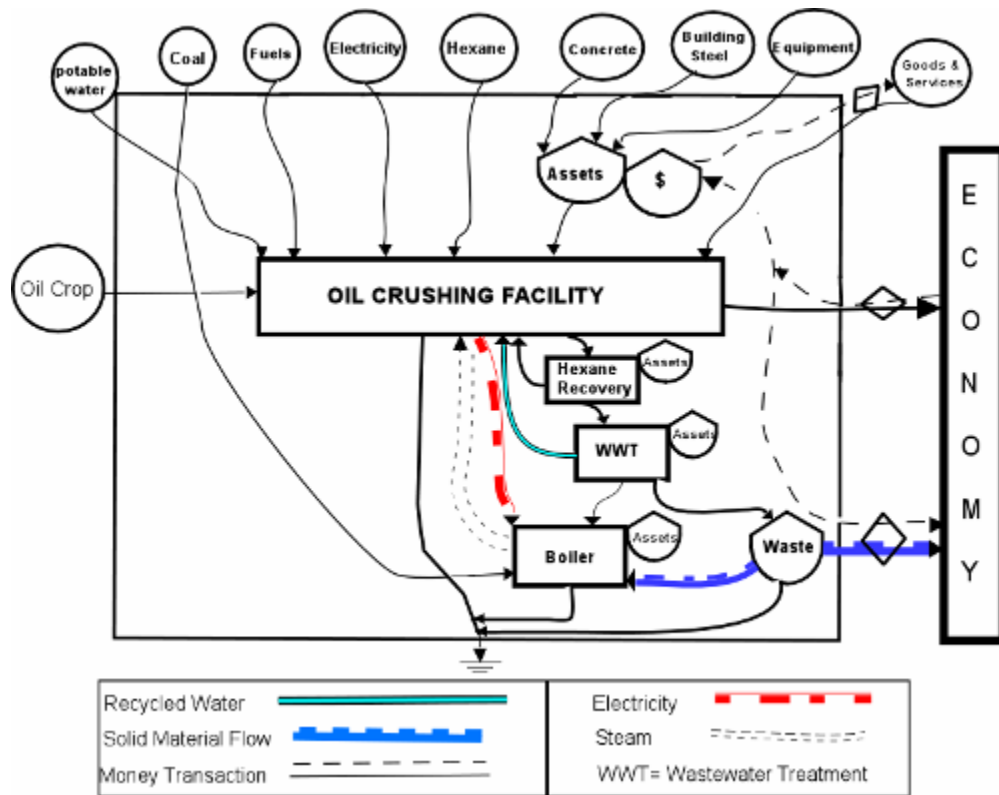 potable
water
Coal
Fuels
Electricity
Hexane
Concrete
Building
Steel
Equipment
Goods &
Services
Assets
$
Oil Crop
OIL CRUSHING FACILITY
Hexane
Recovery
Assets
WWT
Assets
Boiler
Assets
Waste
E
C
O
N
O
M
Y
Recycled Water
Solid Material Flow
Money Transaction
Electricity
Steam
WWT= Wastewater Treatment